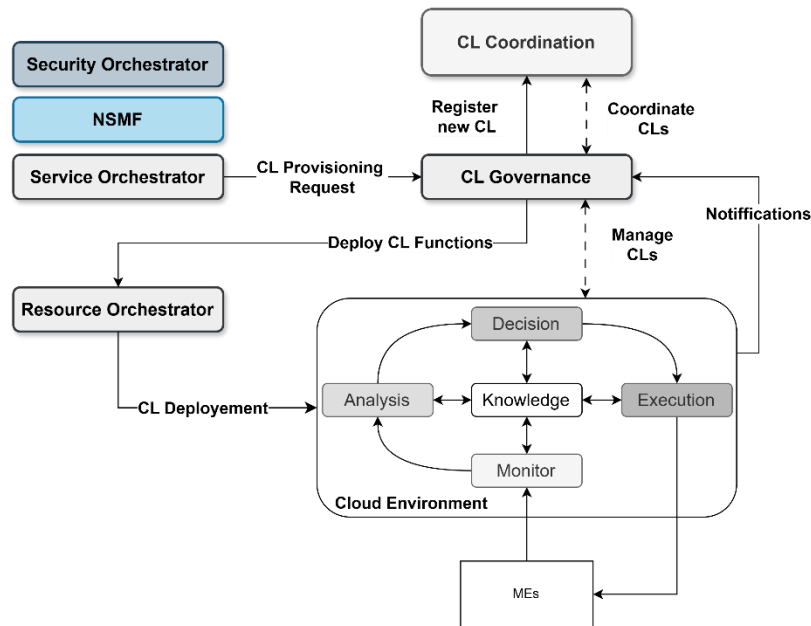 CL Coordination
Security Orchestrator
NSMF
Register
new CL
Coordinate
CLs
Service Orchestrator
CL Provisioning
Request
CL Governance
Notiffications
Deploy CL Functions
Manage
CLs
Resource Orchestrator
Decision
CL Deployement
Analysis
Knowledge
Execution
Monitor
Cloud Environment
MEs